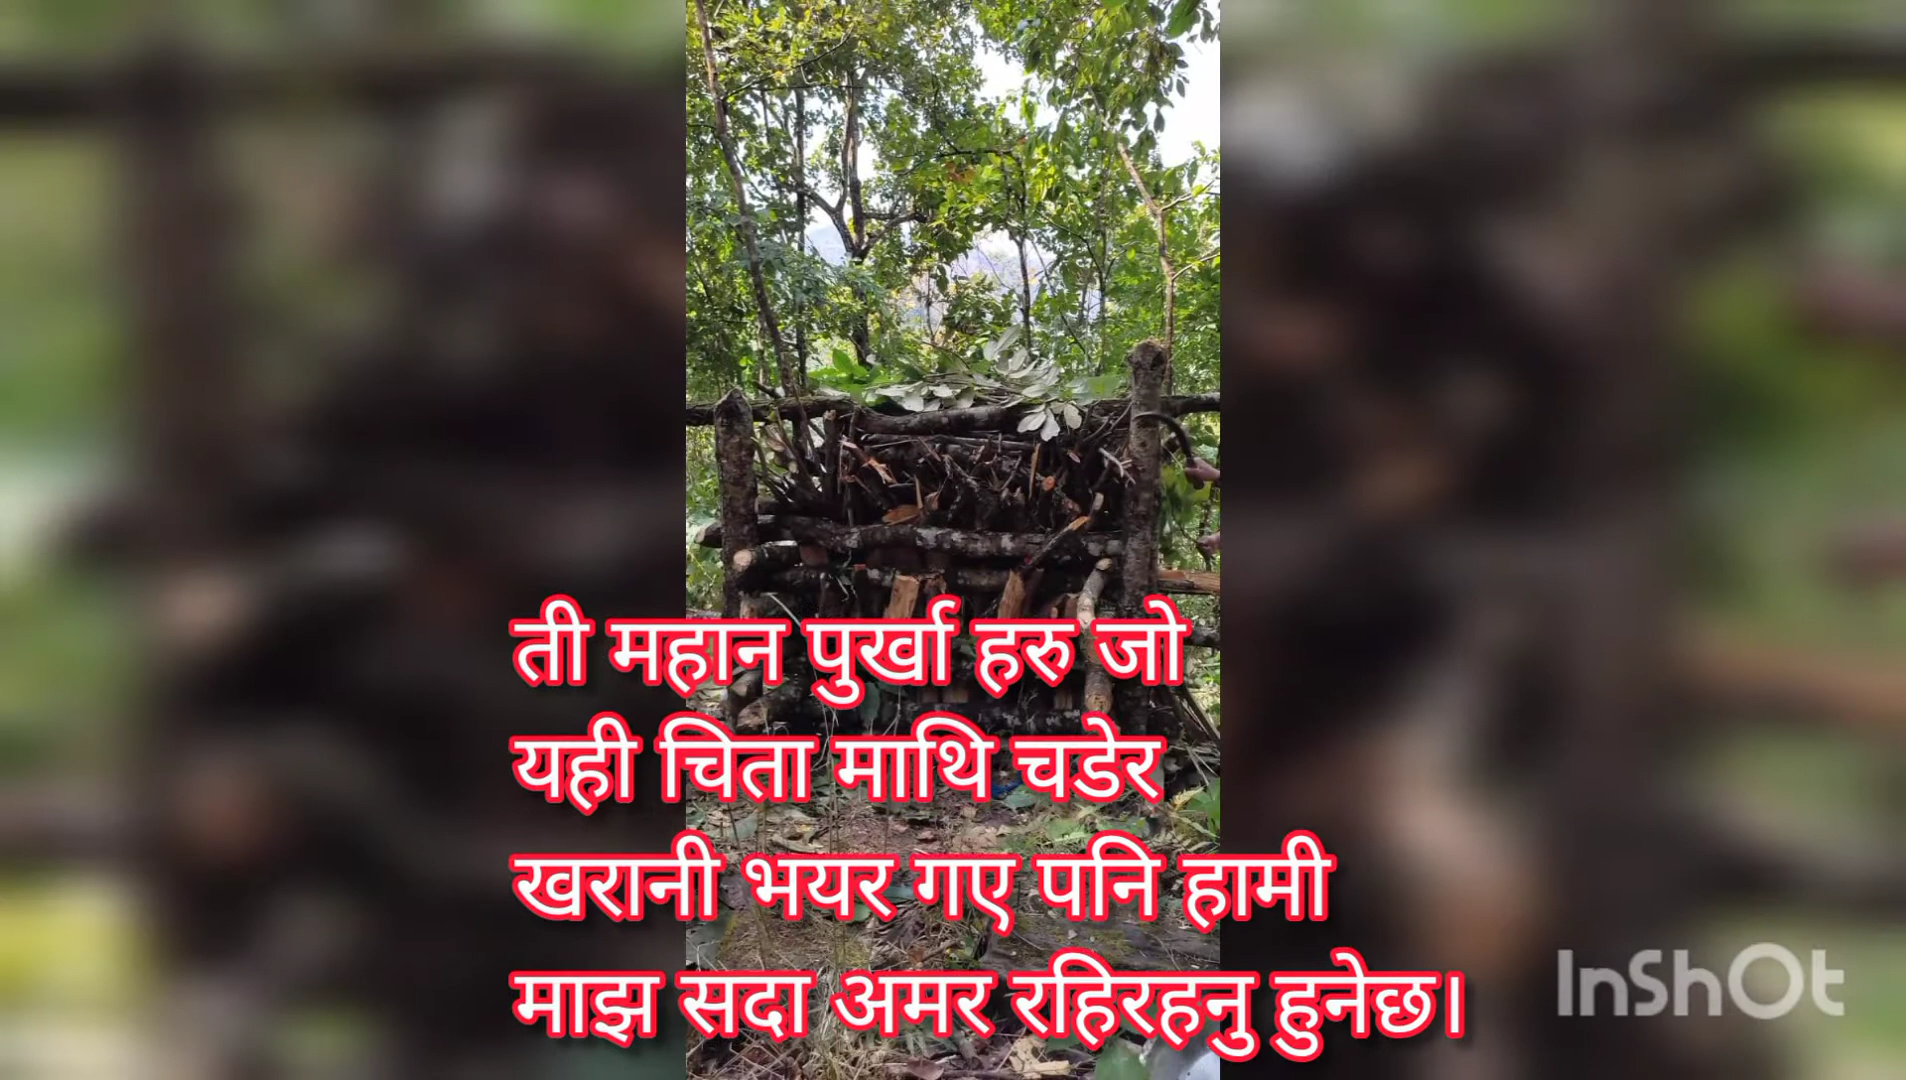 ती महान पुर्खा हरु जो
यही चिता माथि चडेर
खरानी भयर गए पनि हामी
माझ सदा अमर रहिरहनु हुनेछ।
InShOt